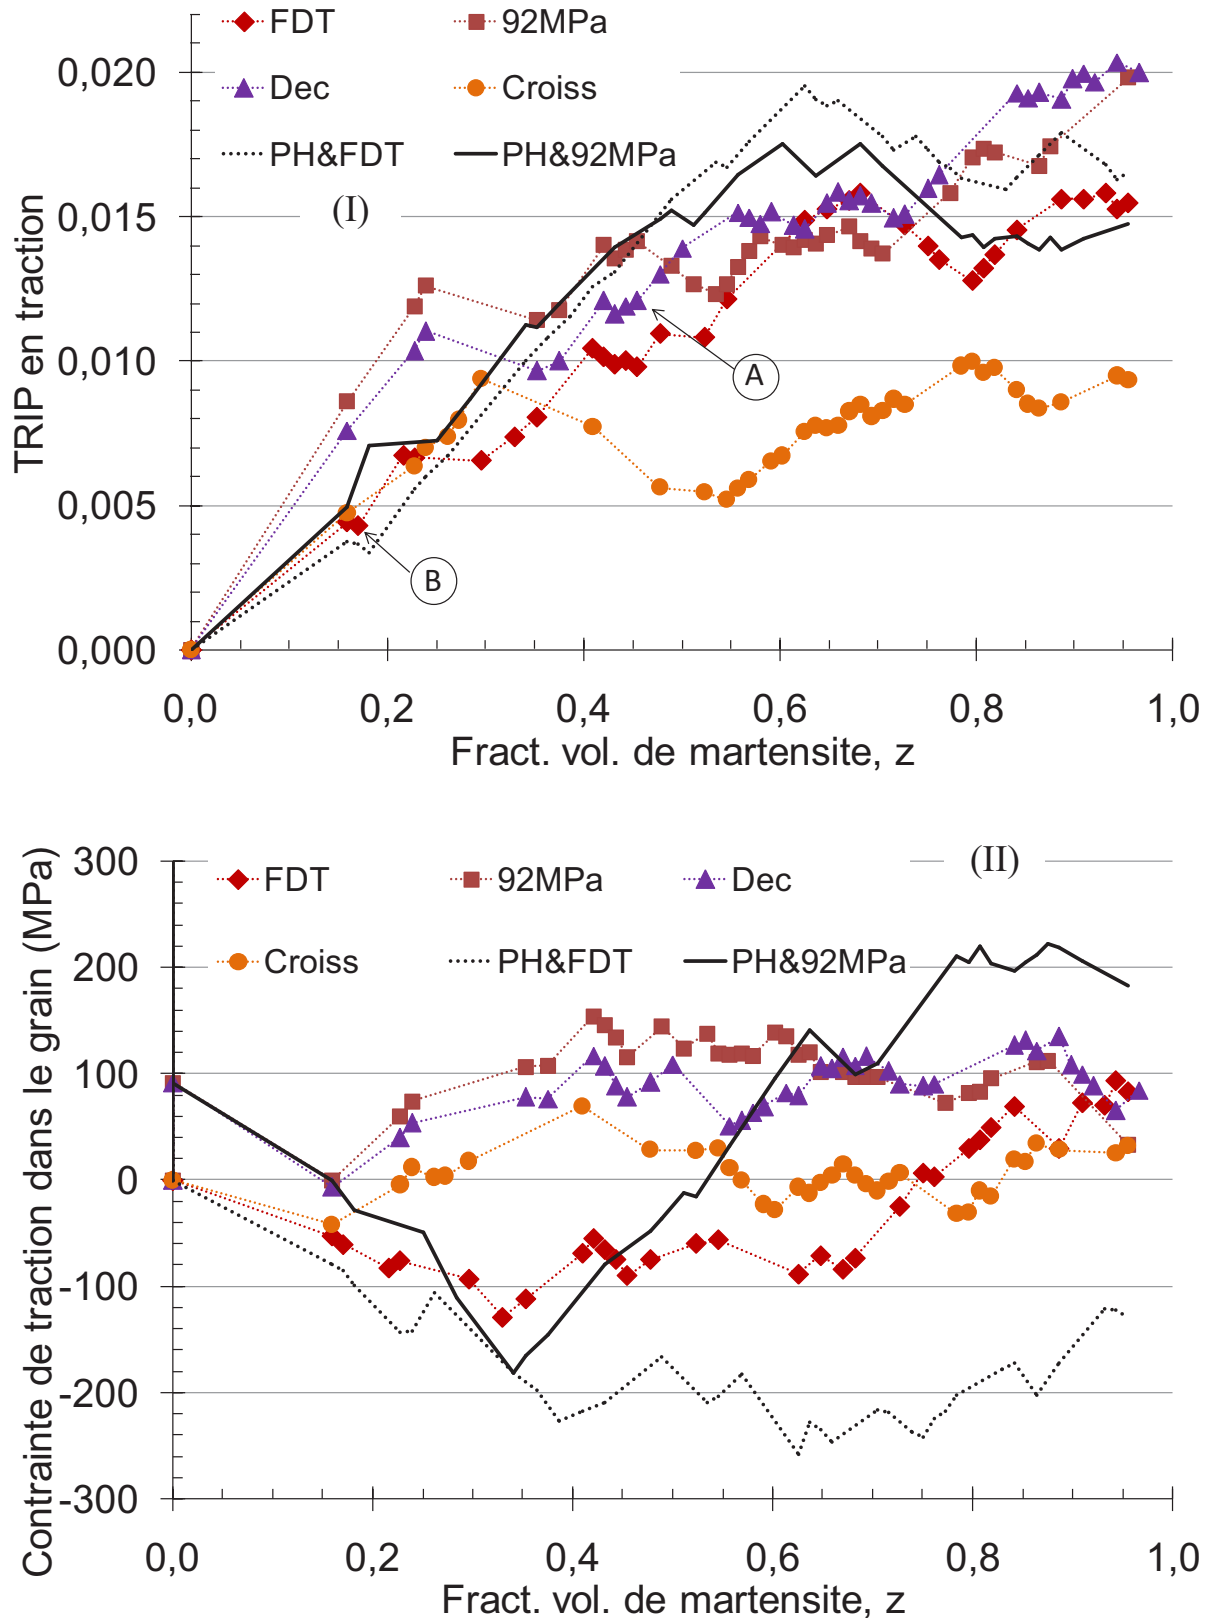 FDT 92MPa
0,020
Dec Croiss
PH&FDT PH&92MPa
(I)
0,015
A
0,010
0,005
B
0,000
TRIP en traction
0,0 0,2 0,4 0,6 0,8 1,0
Fract. vol. de martensite, z
300
(II)
FDT 92MPa Dec
200
Croiss PH&FDT PH&92MPa
100
0
-100
-200
-300
Contrainte de traction dans le grain (MPa)
0,0 0,2 0,4 0,6 0,8 1,0
Fract. vol. de martensite, z